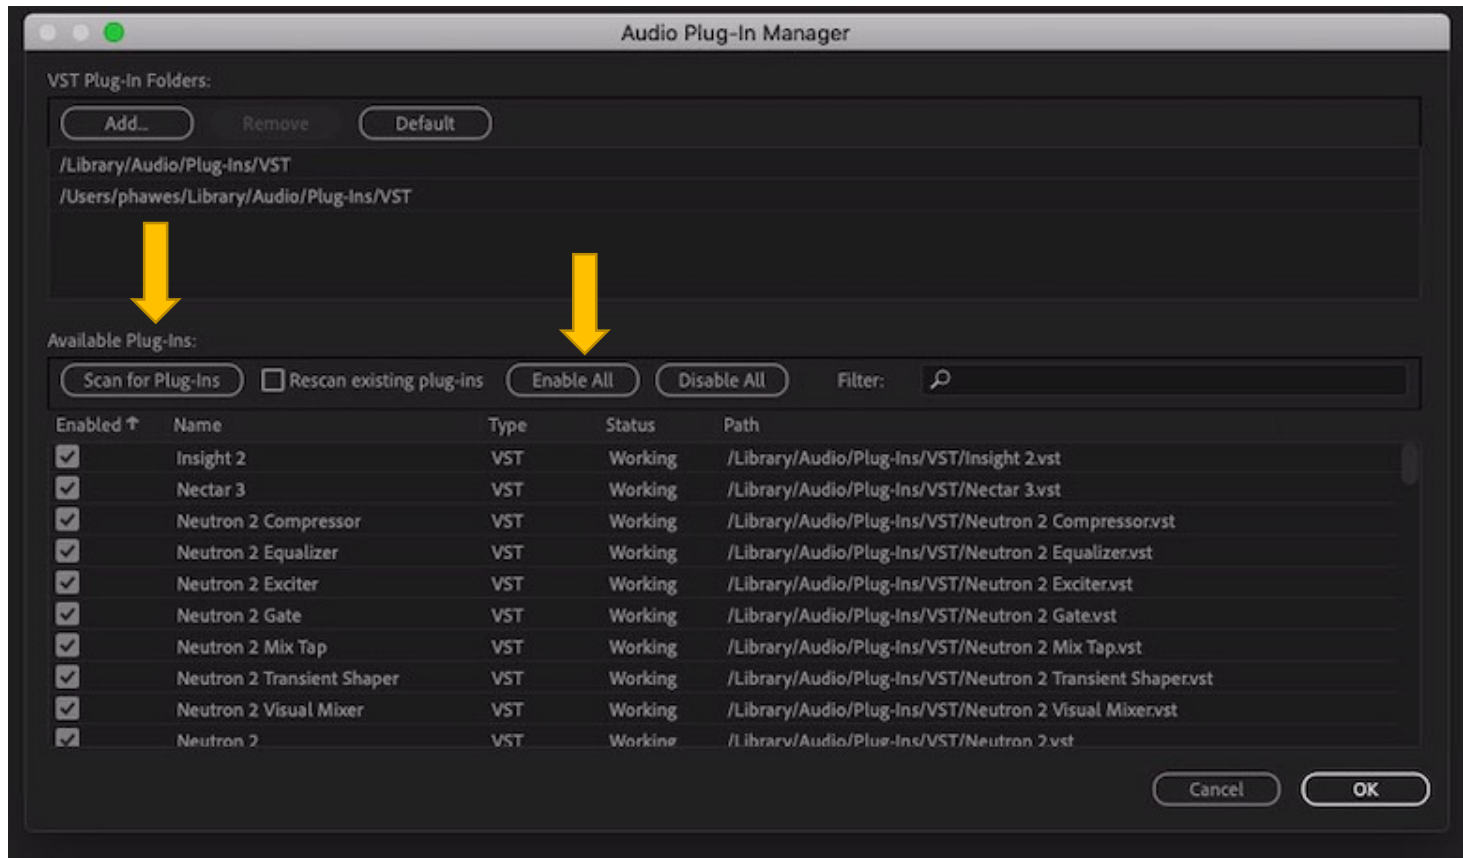 Audio Plug-In Manager
VST Plug-In Folders:
Add... Remove Default
/Library/Audio/Plug-Ins/VST
/Users/phawes/Library/Audio/Plug-Ins/VST
Available Plug-Ins:
Scan for Plug-Ins Rescan existing plug-ins Enable All Disable All Filter:
Enabled ↑ Name Type Status Path
Insight 2 VST Working /Library/Audio/Plug-Ins/VST/Insight 2.vst
Nectar 3 VST Working /Library/Audio/Plug-Ins/VST/Nectar 3.vst
Neutron 2 Compressor VST Working /Library/Audio/Plug-Ins/VST/Neutron 2 Compressor.vst
Neutron 2 Equalizer VST Working /Library/Audio/Plug-Ins/VST/Neutron 2 Equalizer.vst
Neutron 2 Exciter VST Working /Library/Audio/Plug-Ins/VST/Neutron 2 Exciter.vst
Neutron 2 Gate VST Working /Library/Audio/Plug-Ins/VST/Neutron 2 Gate.vst
Neutron 2 Mix Tap VST Working /Library/Audio/Plug-Ins/VST/Neutron 2 Mix Tap.vst
Neutron 2 Transient Shaper VST Working /Library/Audio/Plug-Ins/VST/Neutron 2 Transient Shaper.vst
Neutron 2 Visual Mixer VST Working /Library/Audio/Plug-Ins/VST/Neutron 2 Visual Mixer.vst
Neutron 2 VST Working /Library/Audio/Plug-Ins/VST/Neutron 2.vst
Cancel OK